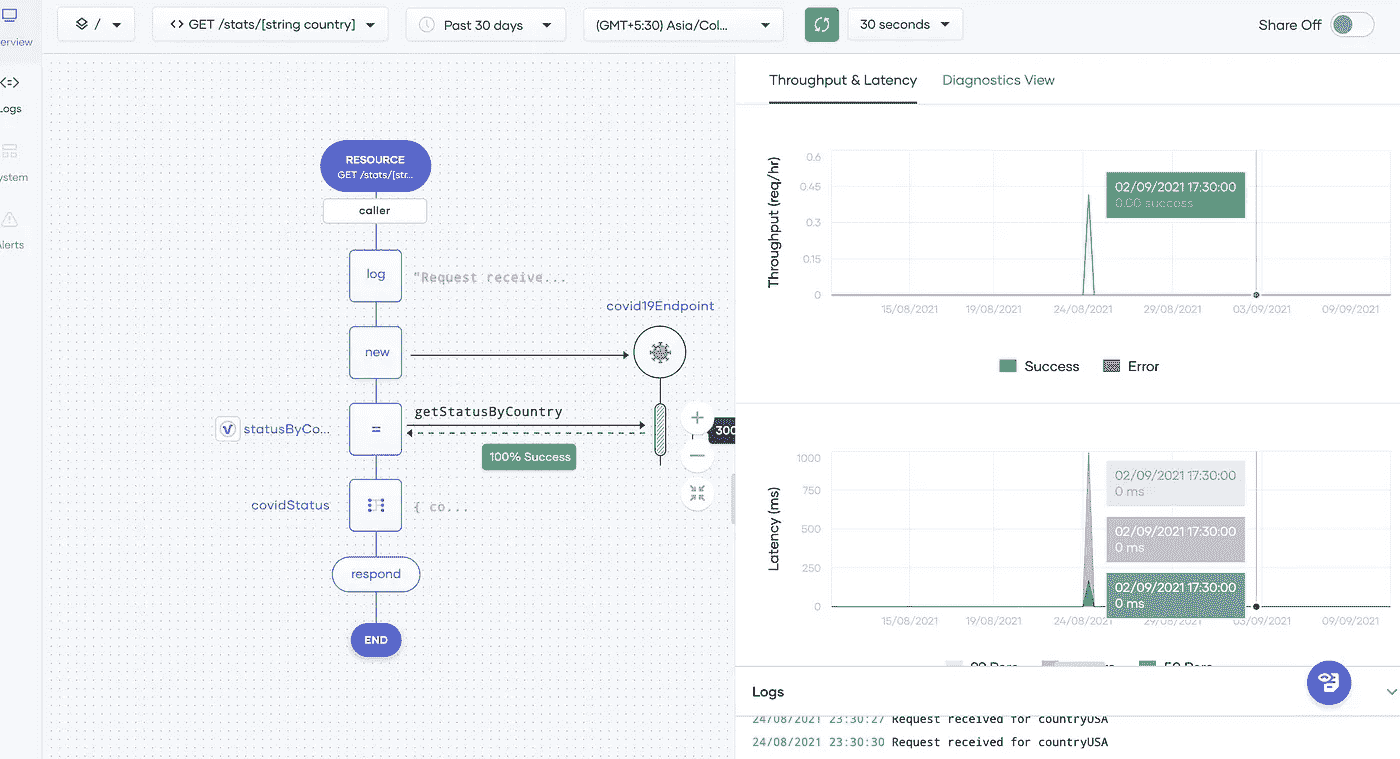 /
<> GET /stats/[string country]
Past 30 days
(GMT+5:30) Asia/Col...
30 seconds
Share Off
erview
ogs
ystem
lerts
RESOURCE
GET /stats/[str...
caller
log
"Request receive...
covid19Endpoint
new
getStatusByCountry
statusByCo...
=
100% Success
300
covidStatus
{ co...
respond
END
Throughput & Latency
Diagnostics View
Throughput (req/hr)
0.6
0.45
0.3
0.15
0
02/09/2021 17:30:00
0.00 success
15/08/2021
19/08/2021
24/08/2021
29/08/2021
03/09/2021
09/09/2021
Success
Error
Latency (ms)
1000
750
500
250
0
02/09/2021 17:30:00
0 ms
02/09/2021 17:30:00
0 ms
02/09/2021 17:30:00
0 ms
15/08/2021
19/08/2021
24/08/2021
29/08/2021
03/09/2021
09/09/2021
Logs
24/08/2021 23:30:27 Request received for countryUSA
24/08/2021 23:30:30 Request received for countryUSA